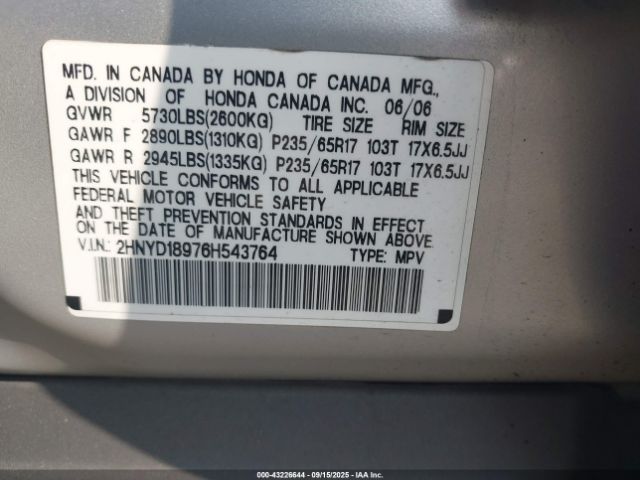 MFD. IN CANADA BY HONDA OF CANADA MFG.,
A DIVISION OF HONDA CANADA INC. 06/06
GVWR 5730LBS(2600KG) TIRE SIZE RIM SIZE
GAWR F 2890LBS(1310KG) P235/65R17 103T 17X6.5JJ
GAWR R 2945LBS(1335KG) P235/65R17 103T 17X6.5JJ
THIS VEHICLE CONFORMS TO ALL APPLICABLE
FEDERAL MOTOR VEHICLE SAFETY
AND THEFT PREVENTION STANDARDS IN EFFECT
ON THE DATE OF MANUFACTURE SHOWN ABOVE.
V.I.N.: 2HNYD18976H543764 TYPE: MPV
000-43226644 - 09/15/2025 - IAAI Inc.